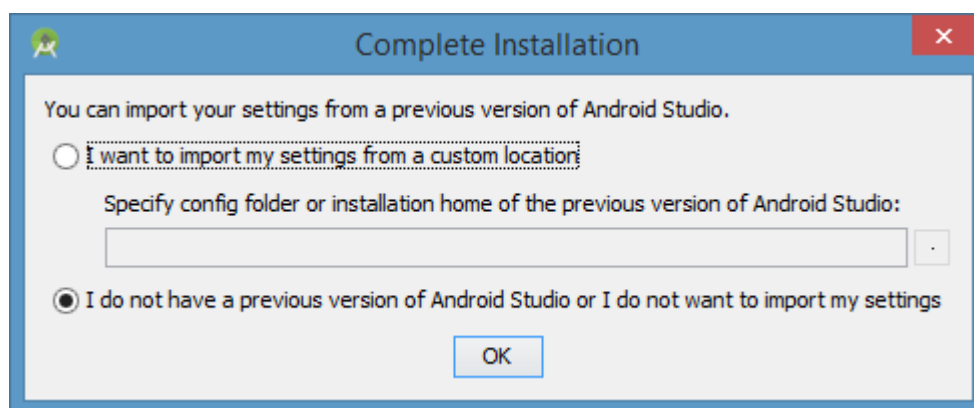 Complete Installation
You can import your settings from a previous version of Android Studio.
I want to import my settings from a custom location
Specify config folder or installation home of the previous version of Android Studio:
.
I do not have a previous version of Android Studio or I do not want to import my settings
OK